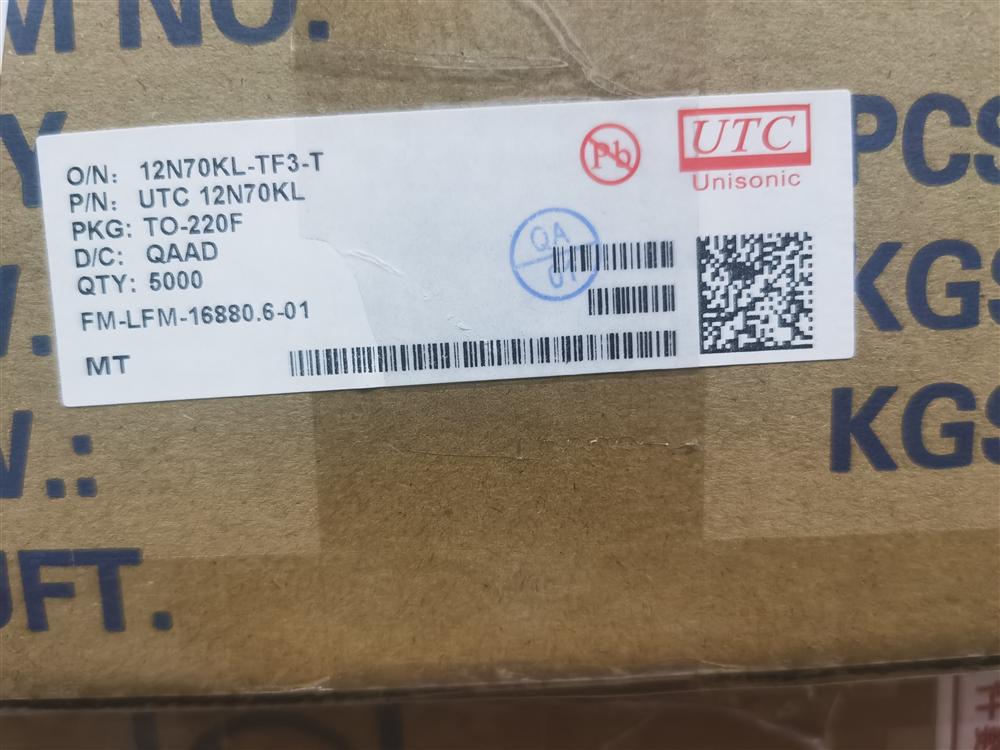 M NO.
O/N: 12N70KL-TF3-T
P/N: UTC 12N70KL
PKG: TO-220F
D/C: QAAD
QTY: 5000
FM-LFM-16880.6-01
MT
Pb
UTC
Unisonic
QA
07
Y
PCS
W.
KGS
W.:
KGS
UFT.